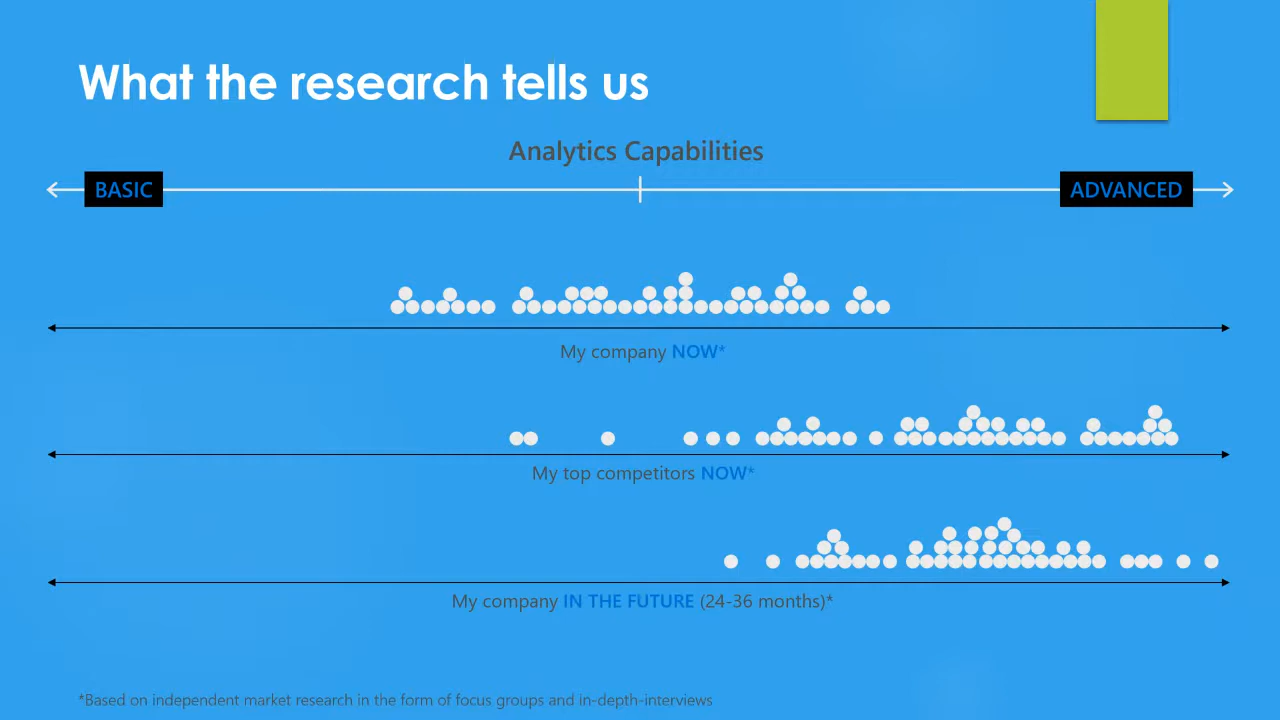 What the research tells us
Analytics Capabilities
BASIC
ADVANCED
My company NOW*
My top competitors NOW*
My company IN THE FUTURE (24-36 months)*
*Based on independent market research in the form of focus groups and in-depth-interviews